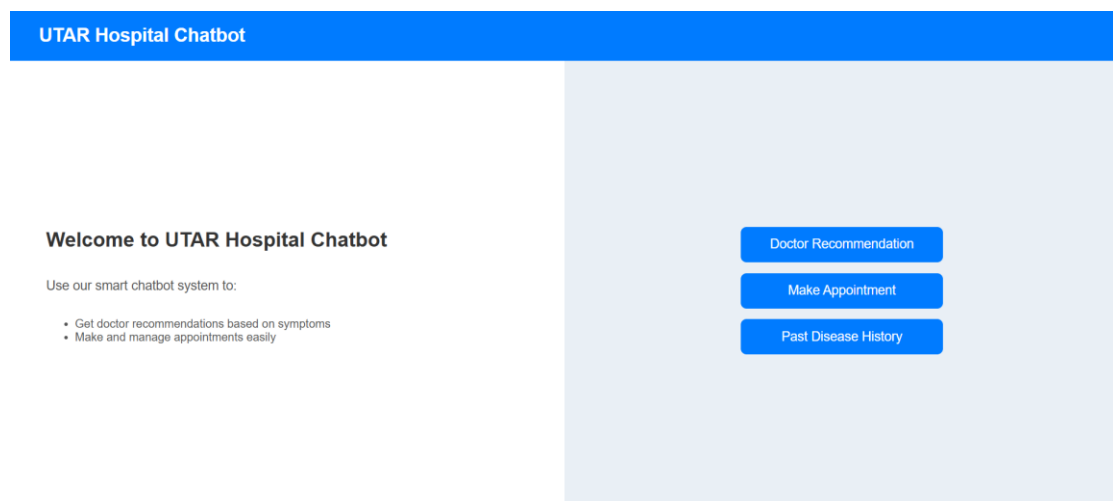 UTAR Hospital Chatbot
Welcome to UTAR Hospital Chatbot
Use our smart chatbot system to:
• Get doctor recommendations based on symptoms
• Make and manage appointments easily
Doctor Recommendation
Make Appointment
Past Disease History